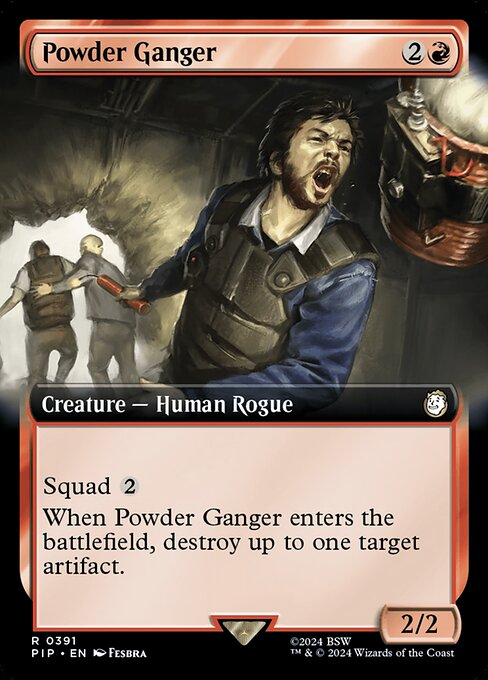 Powder Ganger 2
Creature — Human Rogue
Squad 2
When Powder Ganger enters the
battlefield, destroy up to one target
artifact.
2/2
R 0391
PIP • EN Fesbra
©2024 BSW
™ & © 2024 Wizards of the Coast